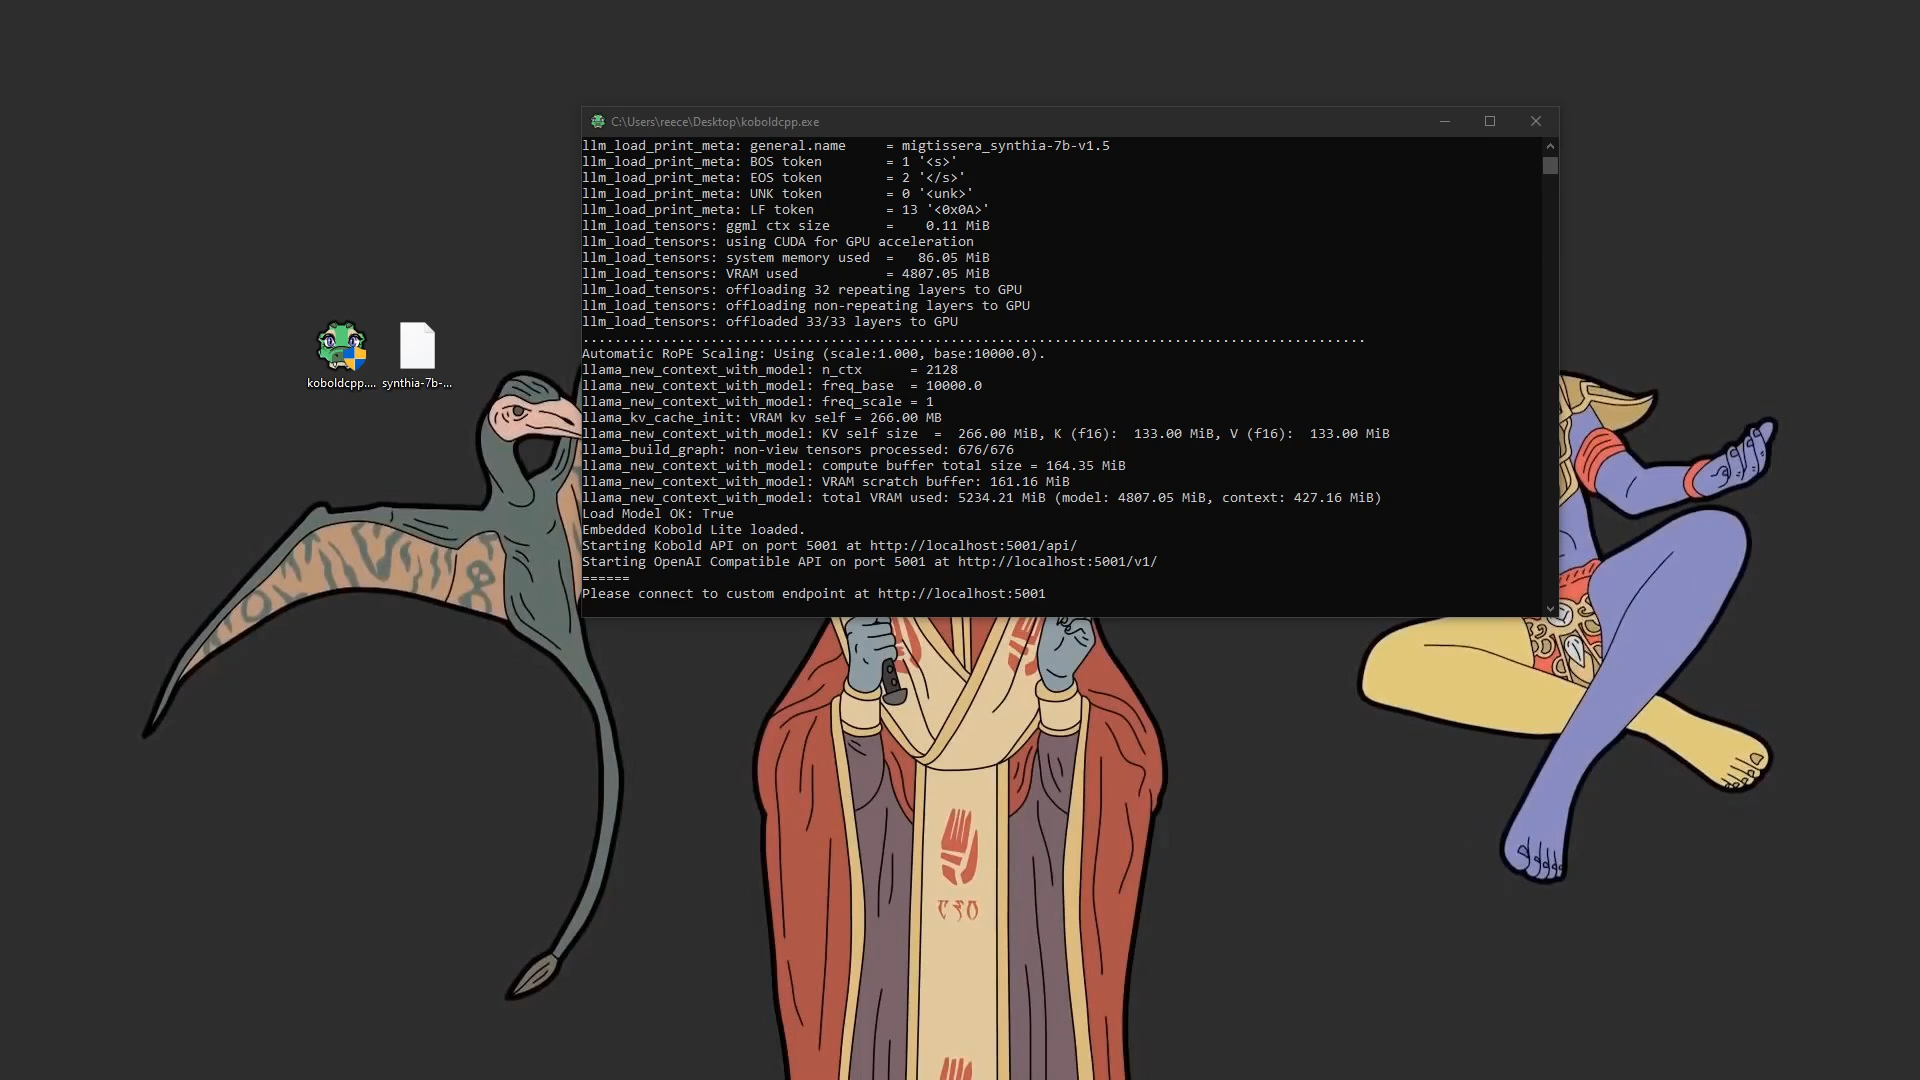 C:\Users\reece\Desktop\koboldcpp.exe
llm_load_print_meta: general.name     = migtissera_synthia-7b-v1.5
llm_load_print_meta: BOS token        = 1 '<s>'
llm_load_print_meta: EOS token        = 2 '</s>'
llm_load_print_meta: UNK token        = 0 '<unk>'
llm_load_print_meta: LF token         = 13 '<0x0A>'
llm_load_tensors: ggml ctx size       =    0.11 MiB
llm_load_tensors: using CUDA for GPU acceleration
llm_load_tensors: system memory used  =   86.05 MiB
llm_load_tensors: VRAM used           = 4807.05 MiB
llm_load_tensors: offloading 32 repeating layers to GPU
llm_load_tensors: offloading non-repeating layers to GPU
llm_load_tensors: offloaded 33/33 layers to GPU
..................................................................................................
Automatic RoPE Scaling: Using (scale:1.000, base:10000.0).
llama_new_context_with_model: n_ctx      = 2128
llama_new_context_with_model: freq_base  = 10000.0
llama_new_context_with_model: freq_scale = 1
llama_kv_cache_init: VRAM kv self = 266.00 MB
llama_new_context_with_model: KV self size  =  266.00 MiB, K (f16):  133.00 MiB, V (f16):  133.00 MiB
llama_build_graph: non-view tensors processed: 676/676
llama_new_context_with_model: compute buffer total size = 164.35 MiB
llama_new_context_with_model: VRAM scratch buffer: 161.16 MiB
llama_new_context_with_model: total VRAM used: 5234.21 MiB (model: 4807.05 MiB, context: 427.16 MiB)
Load Model OK: True
Embedded Kobold Lite loaded.
Starting Kobold API on port 5001 at http://localhost:5001/api/
Starting OpenAI Compatible API on port 5001 at http://localhost:5001/v1/
======
Please connect to custom endpoint at http://localhost:5001
koboldcpp.... synthia-7b-...